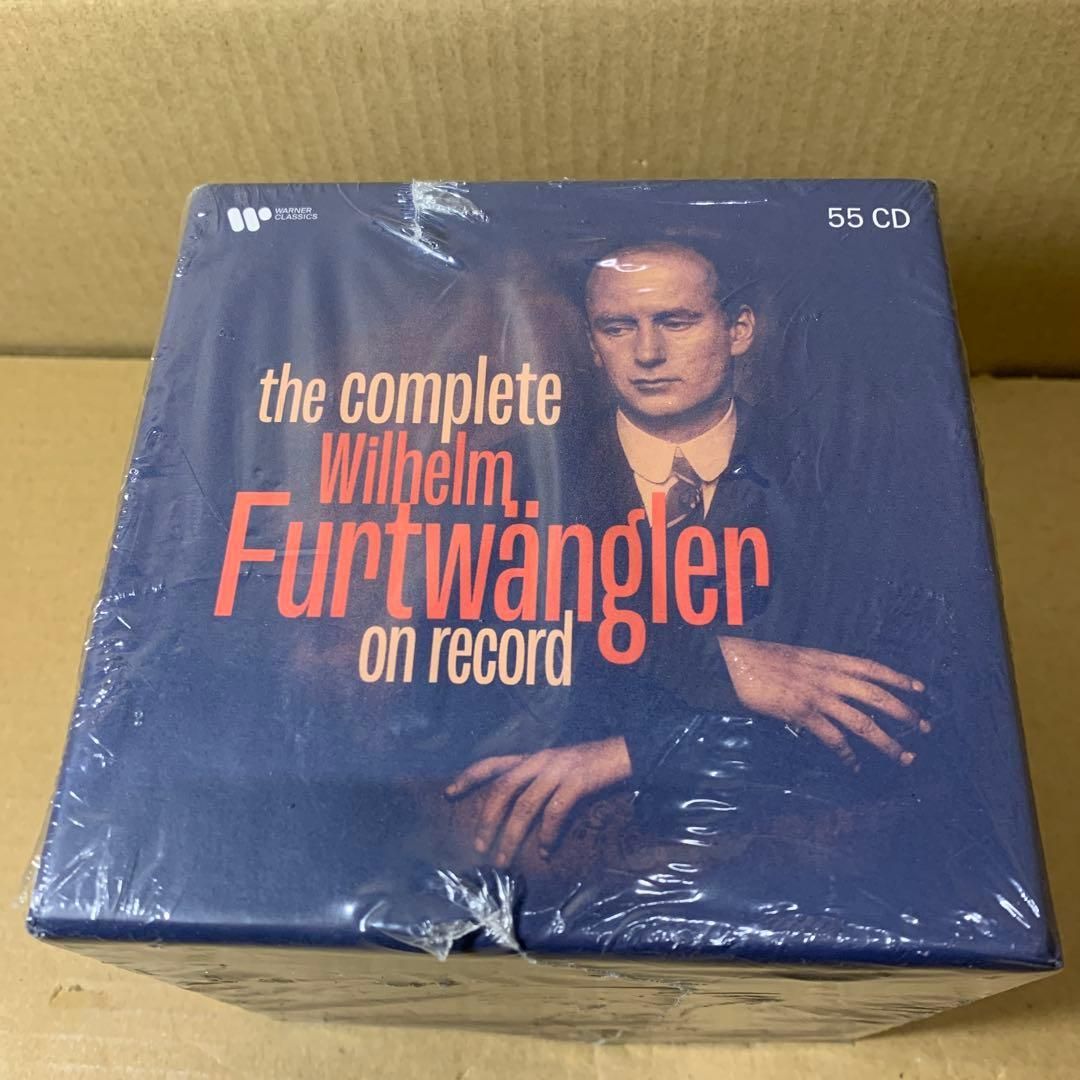 WARNER
CLASSICS
55 CD
the complete
Wilhelm
Furtwängler
on record